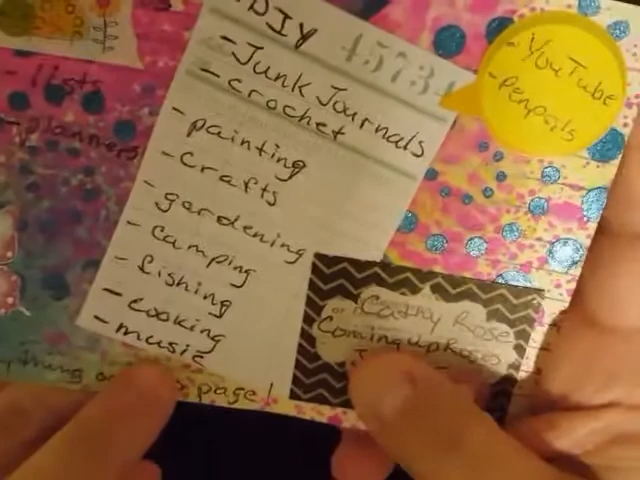 DIY
45734
- Junk Journals
- crochet
- painting
- crafts
- gardening
- camping
- fishing
- cooking
- music
- YouTube
- penpals
- lists
- planners
Cathy Rose
ComingupRoses
page!